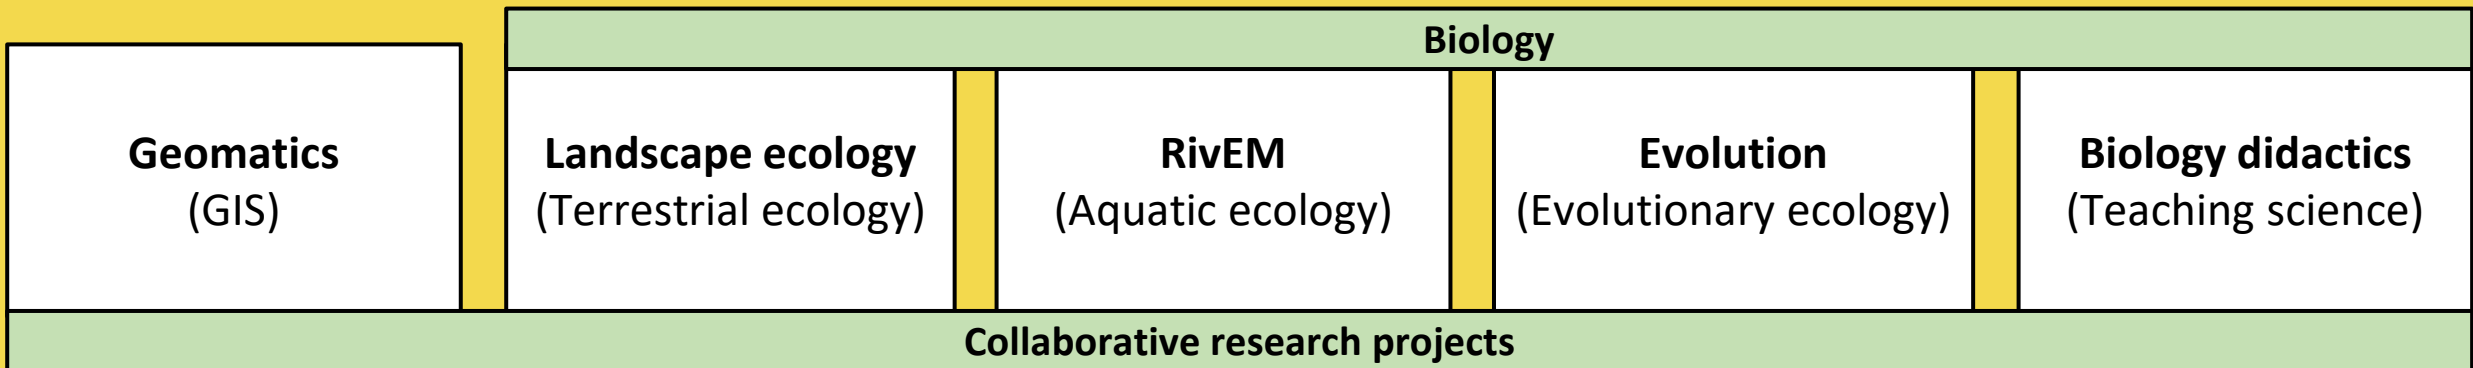 Biology
Geomatics
(GIS)
Landscape ecology
(Terrestrial ecology)
RivEM
(Aquatic ecology)
Evolution
(Evolutionary ecology)
Biology didactics
(Teaching science)
Collaborative research projects